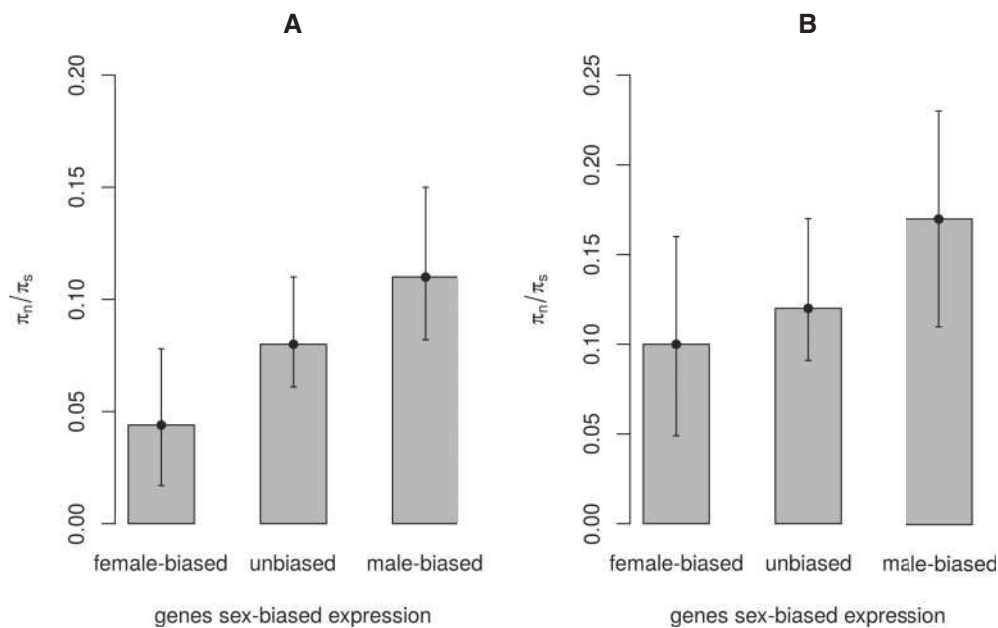 A
0.20
0.15
0.10
0.05
0.00
πn/πs
female-biased unbiased male-biased
genes sex-biased expression
B
0.25
0.20
0.15
0.10
0.05
0.00
πn/πs
female-biased unbiased male-biased
genes sex-biased expression